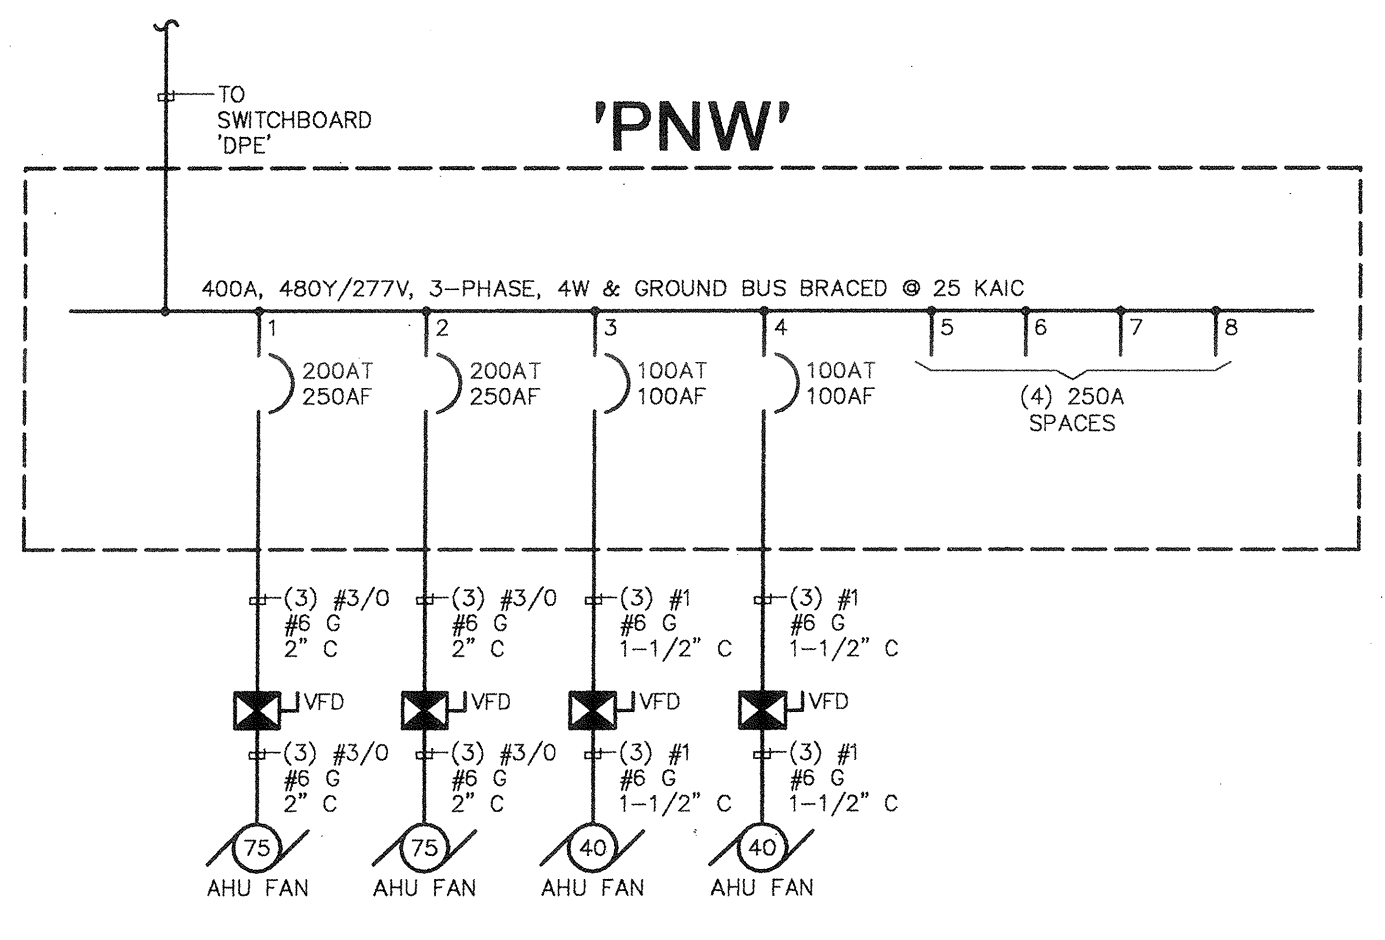 TO
SWITCHBOARD
'DPE'
'PNW'
400A, 480Y/277V, 3-PHASE, 4W & GROUND BUS BRACED @ 25 KAIC
1
2
3
4
5
6
7
8
200AT
250AF
200AT
250AF
100AT
100AF
100AT
100AF
(4) 250A
SPACES
(3) #3/0
#6 G
2" C
(3) #3/0
#6 G
2" C
(3) #1
#6 G
1-1/2" C
(3) #1
#6 G
1-1/2" C
VFD
VFD
VFD
VFD
(3) #3/0
#6 G
2" C
(3) #3/0
#6 G
2" C
(3) #1
#6 G
1-1/2" C
(3) #1
#6 G
1-1/2" C
75
75
40
40
AHU FAN
AHU FAN
AHU FAN
AHU FAN